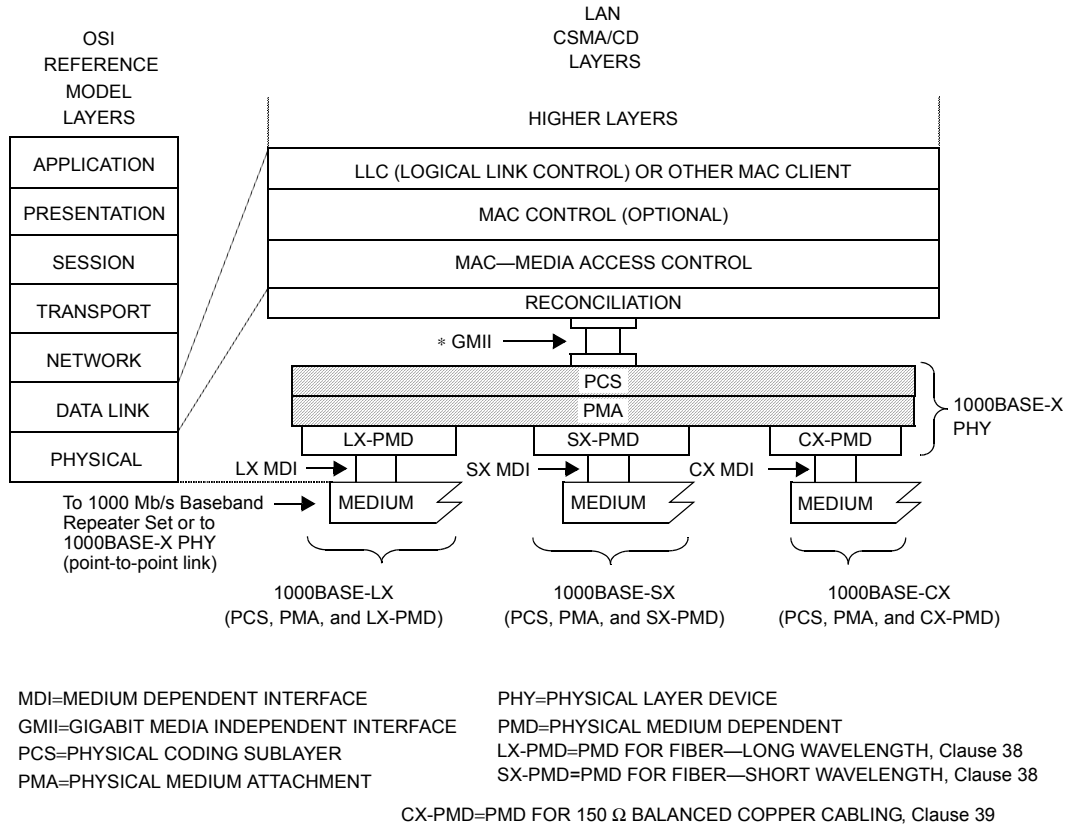 LAN
CSMA/CD
LAYERS
OSI
REFERENCE
MODEL
LAYERS
HIGHER LAYERS
APPLICATION
PRESENTATION
SESSION
TRANSPORT
NETWORK
DATA LINK
PHYSICAL
LLC (LOGICAL LINK CONTROL) OR OTHER MAC CLIENT
MAC CONTROL (OPTIONAL)
MAC—MEDIA ACCESS CONTROL
RECONCILIATION
* GMII
PCS
PMA
1000BASE-X
PHY
LX-PMD
SX-PMD
CX-PMD
LX MDI
SX MDI
CX MDI
To 1000 Mb/s Baseband
Repeater Set or to
1000BASE-X PHY
(point-to-point link)
MEDIUM
MEDIUM
MEDIUM
1000BASE-LX
(PCS, PMA, and LX-PMD)
1000BASE-SX
(PCS, PMA, and SX-PMD)
1000BASE-CX
(PCS, PMA, and CX-PMD)
MDI=MEDIUM DEPENDENT INTERFACE
GMII=GIGABIT MEDIA INDEPENDENT INTERFACE
PCS=PHYSICAL CODING SUBLAYER
PMA=PHYSICAL MEDIUM ATTACHMENT
PHY=PHYSICAL LAYER DEVICE
PMD=PHYSICAL MEDIUM DEPENDENT
LX-PMD=PMD FOR FIBER—LONG WAVELENGTH, Clause 38
SX-PMD=PMD FOR FIBER—SHORT WAVELENGTH, Clause 38
CX-PMD=PMD FOR 150 Ω BALANCED COPPER CABLING, Clause 39